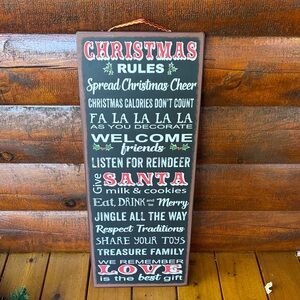 CHRISTMAS
RULES
Spread Christmas Cheer
CHRISTMAS CALORIES DON'T COUNT
FA LA LA LA LA
AS YOU DECORATE
WELCOME
friends
LISTEN FOR REINDEER
Give SANTA
milk & cookies
Eat, DRINK and Merry
JINGLE ALL THE WAY
Respect Traditions
SHARE YOUR TOYS
TREASURE FAMILY
WE REMEMBER
LOVE
is the best gift